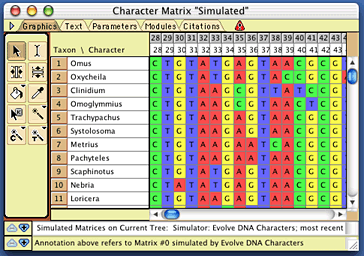 Character Matrix "Simulated"
Graphics Text Parameters Modules Citations
28 29 30 31 32 33 34 35 36 37 38 39 40 41 42 43
Taxon \ Character 28 29 30 31 32 33 34 35 36 37 38 39 40 41 42 43
1 Omus C T G T A T G A G T A A C G C G
2 Oxycheila C T G T A T G A G T A C C G C G
3 Clinidium C T G T A A G
4 Omoglymmius C T G T A A G A G T A A C T C G
5 Trachypachus C T G T A A G A G T A A C G C G
6 Systolosoma C T G T A A G A G T A A C G C G
7 Metrius C T G T A A G A
8 Pachyteles C T G T A A G A G T A A C G C G
9 Scaphinotus C T G T A A G A G T A A C G C G
10 Nebria C T A T A A G A G T A A C G C G
11 Loricera C T G T A A G A G T A A C G C G
Simulated Matrices on Current Tree: Simulator: Evolve DNA Characters; most recent
Annotation above refers to Matrix #0 simulated by Evolve DNA Characters